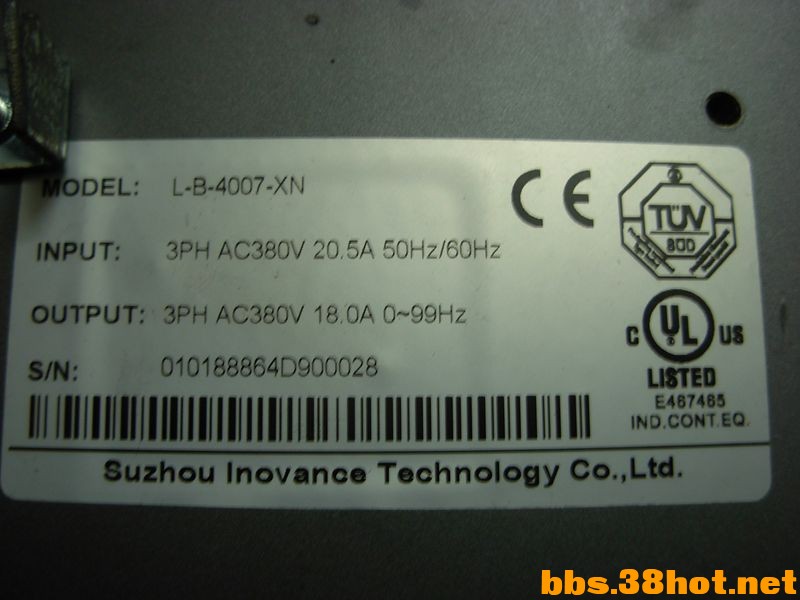 MODEL: L-B-4007-XN
INPUT: 3PH AC380V 20.5A 50Hz/60Hz
OUTPUT: 3PH AC380V 18.0A 0~99Hz
S/N: 010188864D900028
CE
TÜV
SÜD
C UL US
LISTED
E467465
IND.CONT.EQ.
Suzhou Inovance Technology Co.,Ltd.
bbs.38hot.net